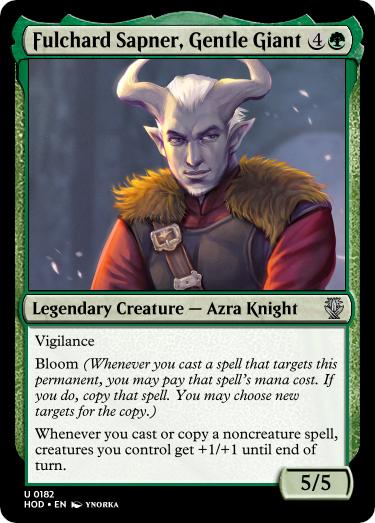 Fulchard Sapner, Gentle Giant 4
Legendary Creature — Azra Knight
Vigilance
Bloom (Whenever you cast a spell that targets this
permanent, you may pay that spell's mana cost. If
you do, copy that spell. You may choose new
targets for the copy.)
Whenever you cast or copy a noncreature spell,
creatures you control get +1/+1 until end of
turn.
5/5
U 0182
HOD • EN YNORKA